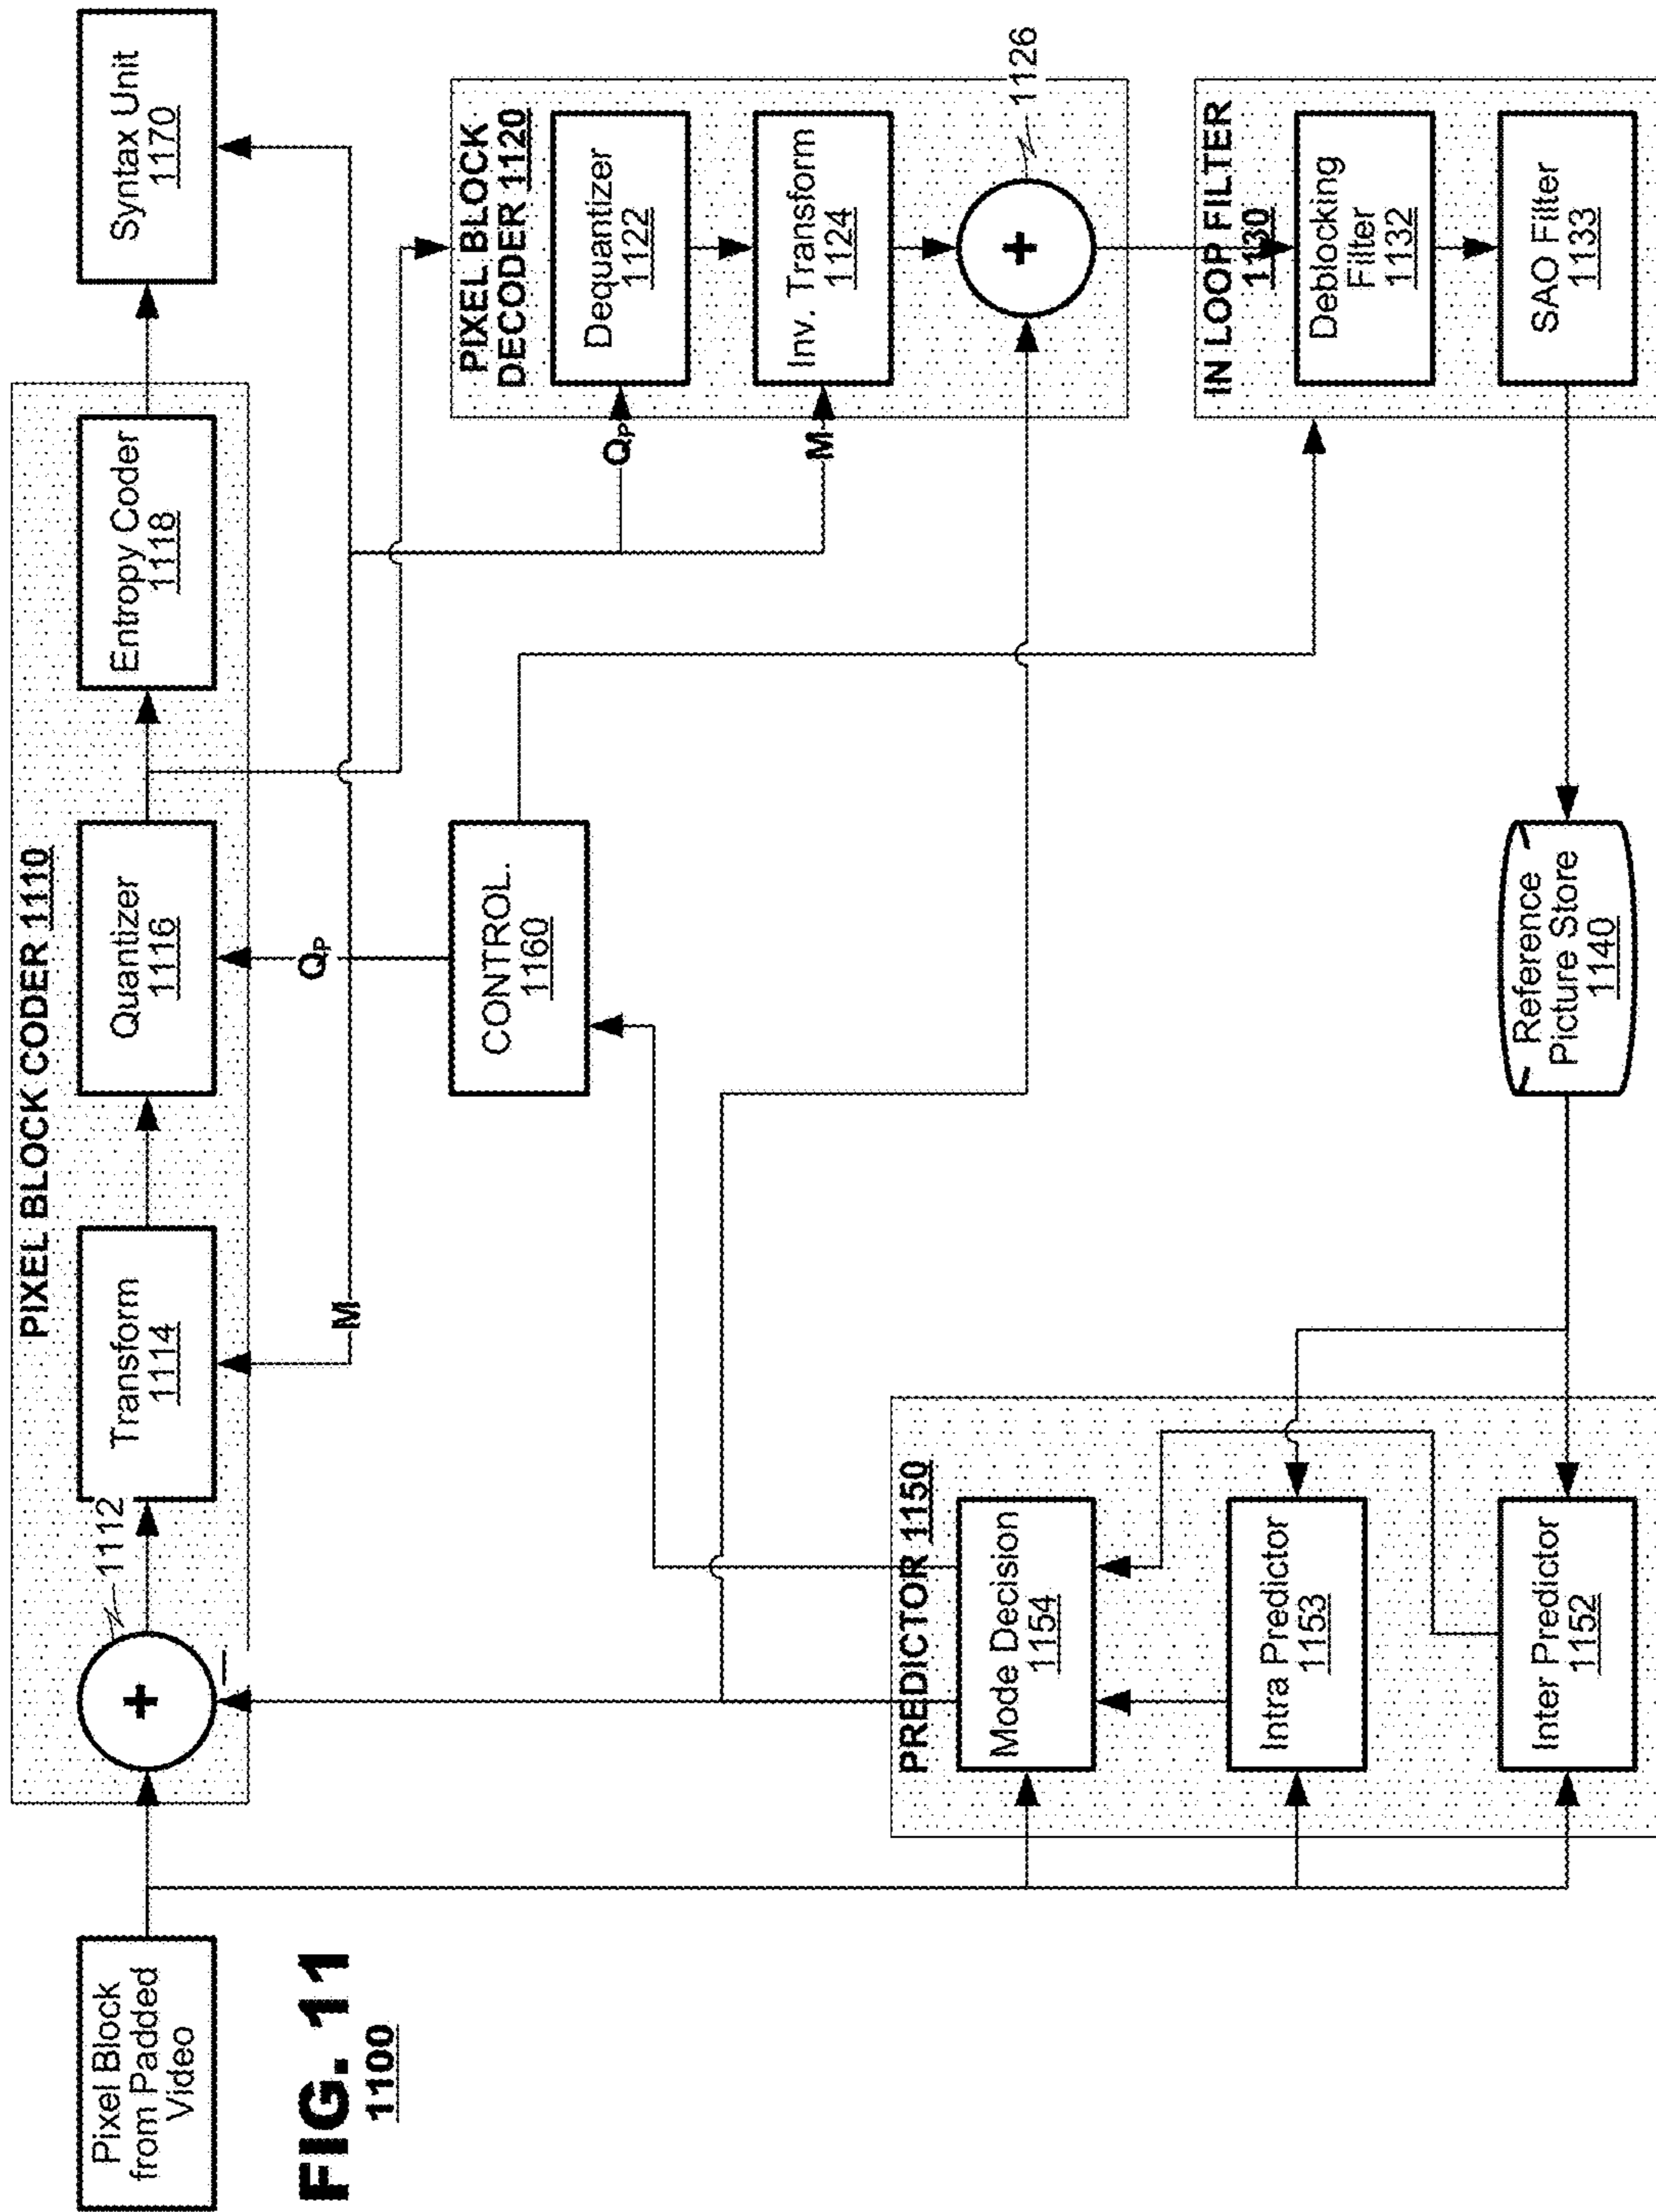 PIXEL BLOCK CODER 1110
Pixel Block
from Padded
Video
+
1112
Transform
1114
Quantizer
1116
Entropy Coder
1118
Syntax Unit
1170
–
M
QP
FIG. 11
1100
CONTROL.
1160
PIXEL BLOCK
DECODER 1120
QP
Dequantizer
1122
M
Inv. Transform
1124
+
1126
PREDICTOR 1150
Mode Decision
1154
Intra Predictor
1153
Inter Predictor
1152
Reference
Picture Store
1140
IN LOOP FILTER
1130
Deblocking
Filter
1132
SAO Filter
1133